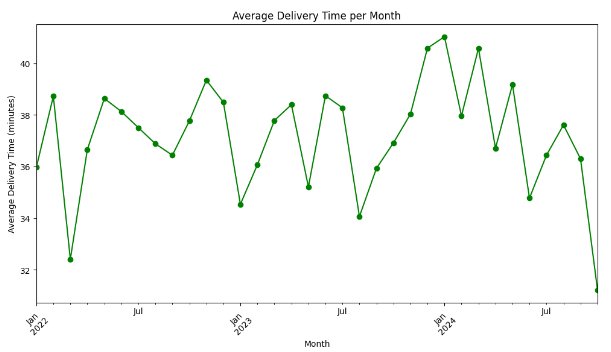 Average Delivery Time per Month
Average Delivery Time (minutes)
40
38
36
34
32
Jan
2022
Jul
Jan
2023
Jul
Jan
2024
Jul
Month